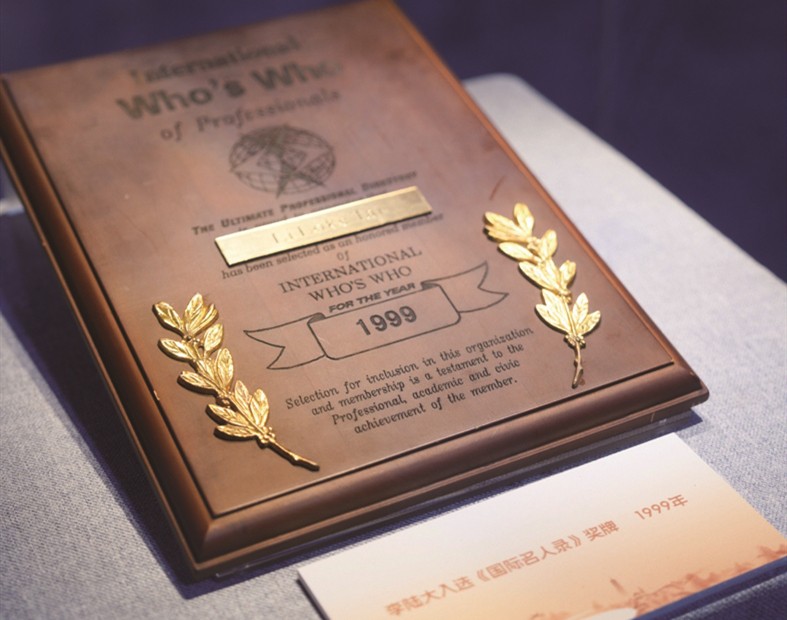 International
Who's Who
of Professionals
THE ULTIMATE PROFESSIONAL DIRECTORY
has been selected as an honored member
of
INTERNATIONAL
WHO'S WHO
FOR THE YEAR
1999
Selection for inclusion in this organization
and membership is a testament to the
Professional, academic and civic
achievement of the member.
李陆大入选《国际名人录》奖牌 1999年